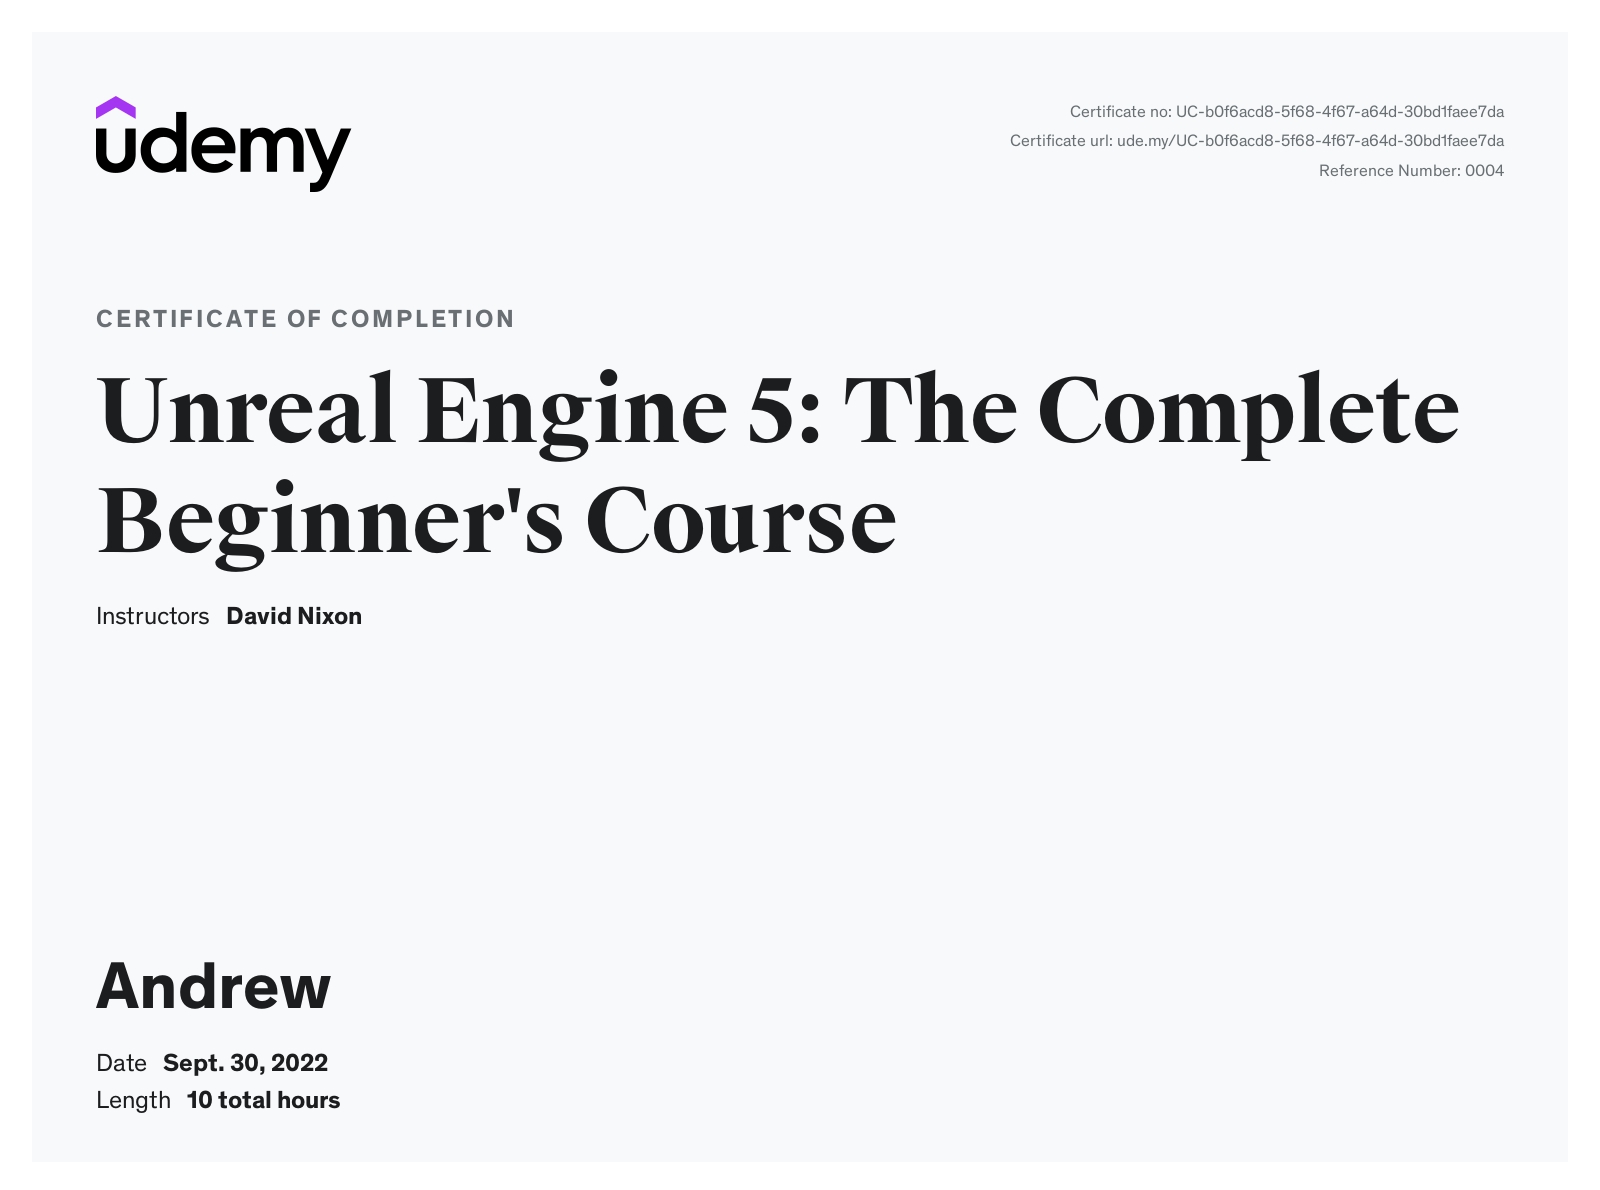 udemy
Certificate no: UC-b0f6acd8-5f68-4f67-a64d-30bd1faee7da
Certificate url: ude.my/UC-b0f6acd8-5f68-4f67-a64d-30bd1faee7da
Reference Number: 0004
CERTIFICATE OF COMPLETION
Unreal Engine 5: The Complete
Beginner's Course
Instructors David Nixon
Andrew
Date Sept. 30, 2022
Length 10 total hours